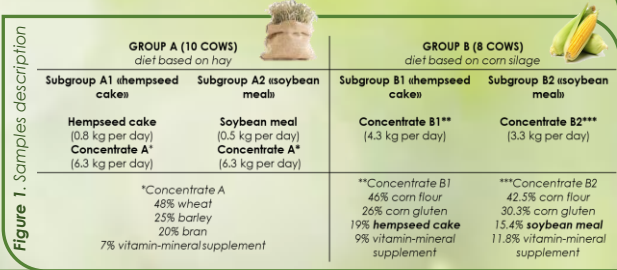 Figure 1. Samples description
GROUP A (10 COWS)
diet based on hay
GROUP B (8 COWS)
diet based on corn silage
Subgroup A1 «hempseed
cake»
Subgroup A2 «soybean
meal»
Subgroup B1 «hempseed
cake»
Subgroup B2 «soybean
meal»
Hempseed cake
(0.8 kg per day)
Concentrate A*
(6.3 kg per day)
Soybean meal
(0.5 kg per day)
Concentrate A*
(6.3 kg per day)
Concentrate B1**
(4.3 kg per day)
Concentrate B2***
(3.3 kg per day)
*Concentrate A
48% wheat
25% barley
20% bran
7% vitamin-mineral supplement
**Concentrate B1
46% corn flour
26% corn gluten
19% hempseed cake
9% vitamin-mineral
supplement
***Concentrate B2
42.5% corn flour
30.3% corn gluten
15.4% soybean meal
11.8% vitamin-mineral
supplement